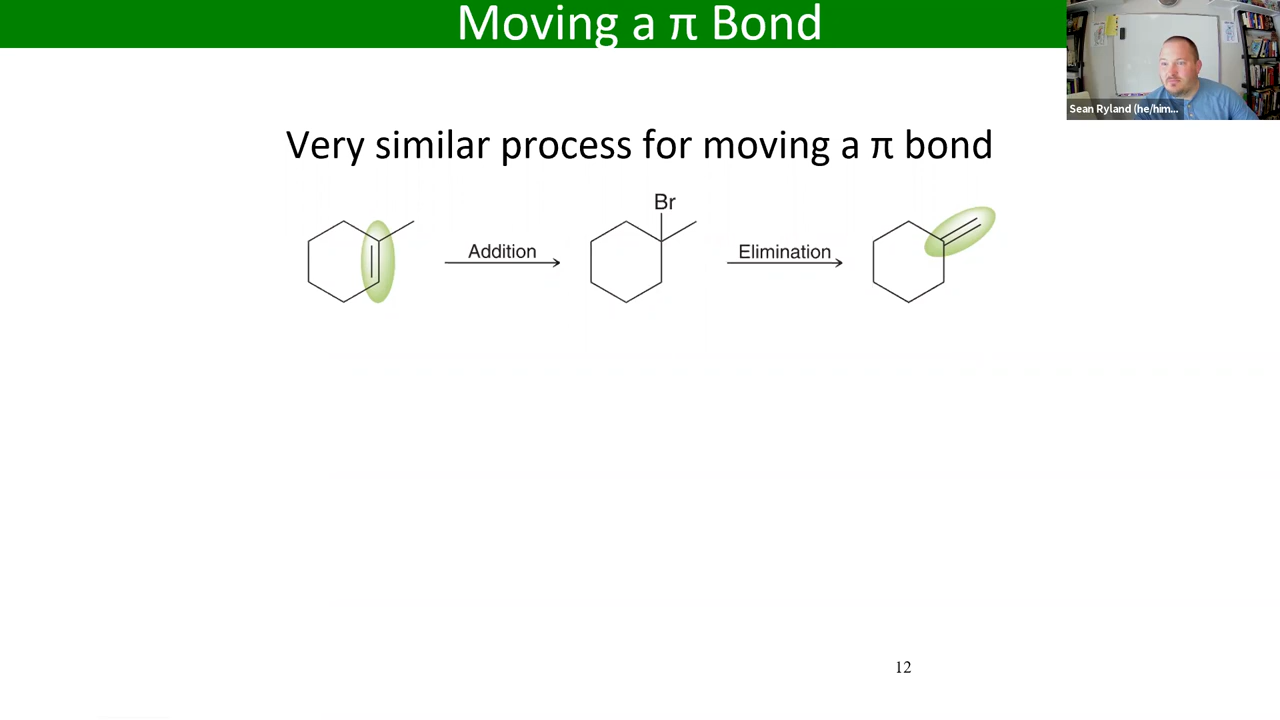 Moving a π Bond
Sean Ryland (he/him...
Very similar process for moving a π bond
Br
Addition
Elimination
12